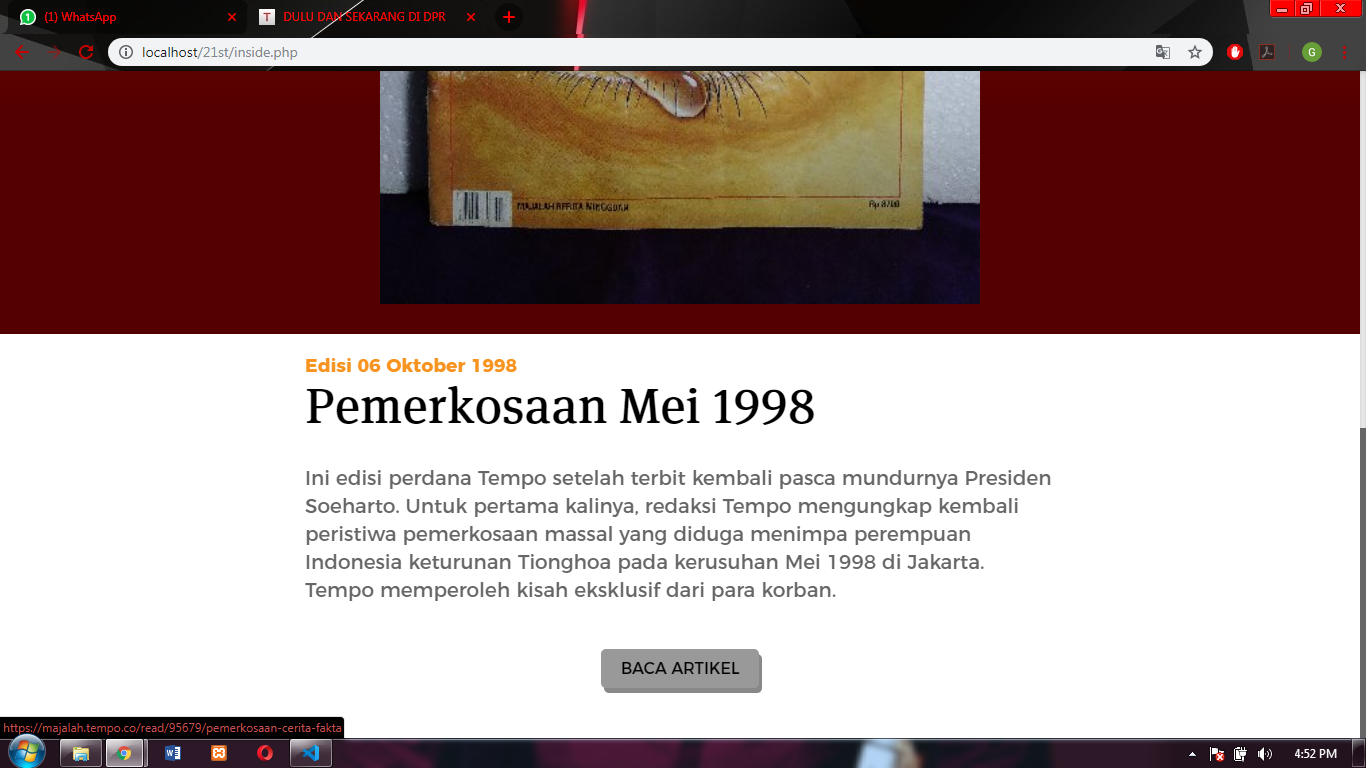 (1) WhatsApp
DULU DAN SEKARANG DI DPR
localhost/21st/inside.php
G
MAJALAH BERITA MINGGUAN
Edisi 06 Oktober 1998
Pemerkosaan Mei 1998
Ini edisi perdana Tempo setelah terbit kembali pasca mundurnya Presiden
Soeharto. Untuk pertama kalinya, redaksi Tempo mengungkap kembali
peristiwa pemerkosaan massal yang diduga menimpa perempuan
Indonesia keturunan Tionghoa pada kerusuhan Mei 1998 di Jakarta.
Tempo memperoleh kisah eksklusif dari para korban.
BACA ARTIKEL
https://majalah.tempo.co/read/95679/pemerkosaan-cerita-fakta
4:52 PM